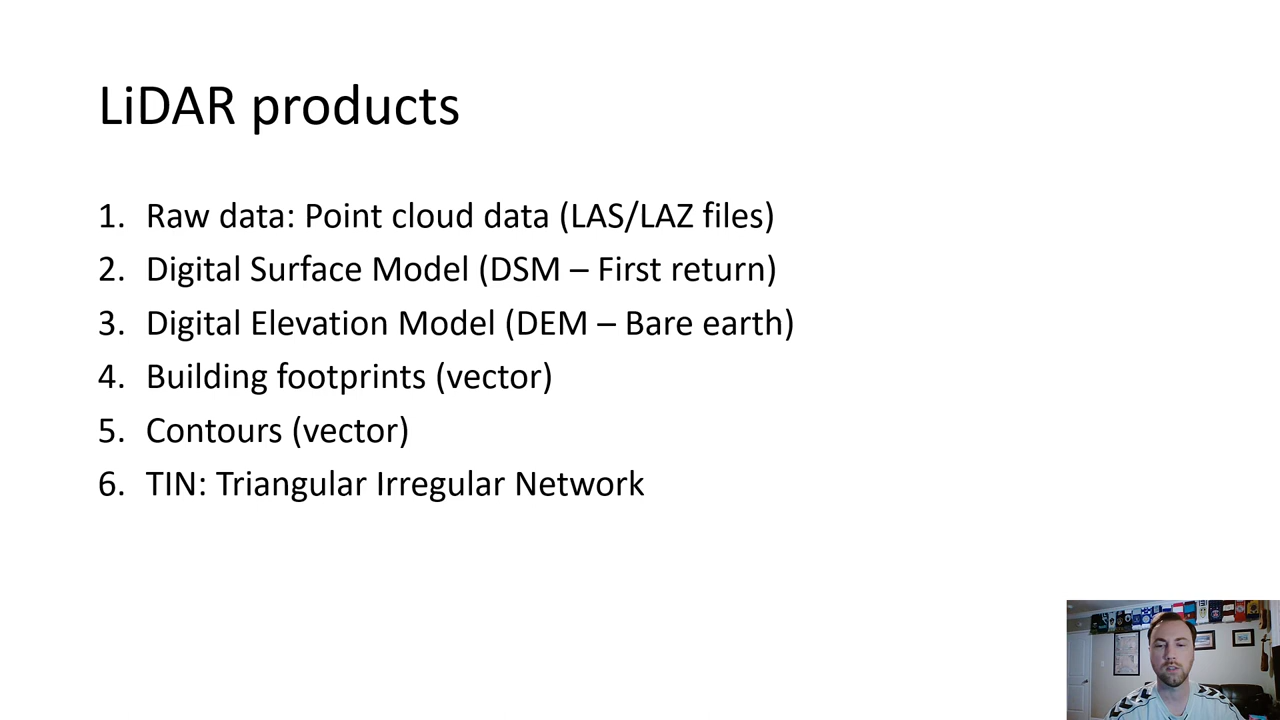 LiDAR products
1. Raw data: Point cloud data (LAS/LAZ files)
2. Digital Surface Model (DSM – First return)
3. Digital Elevation Model (DEM – Bare earth)
4. Building footprints (vector)
5. Contours (vector)
6. TIN: Triangular Irregular Network